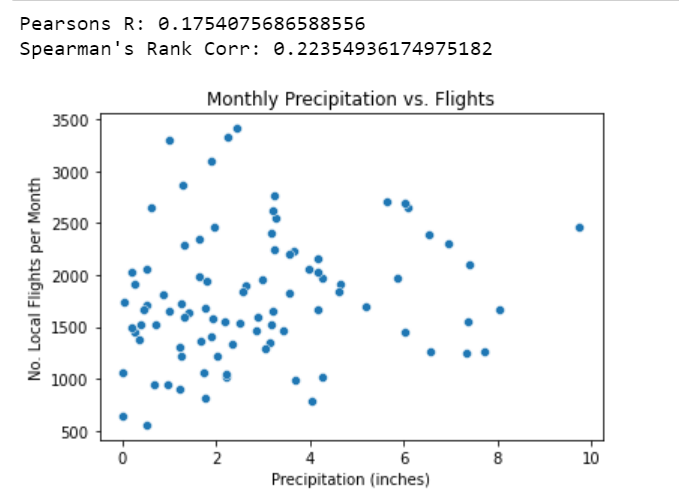 Pearsons R: 0.1754075686588556
Spearman's Rank Corr: 0.22354936174975182
Monthly Precipitation vs. Flights
3500
3000
2500
2000
1500
1000
500
No. Local Flights per Month
0 2 4 6 8 10
Precipitation (inches)